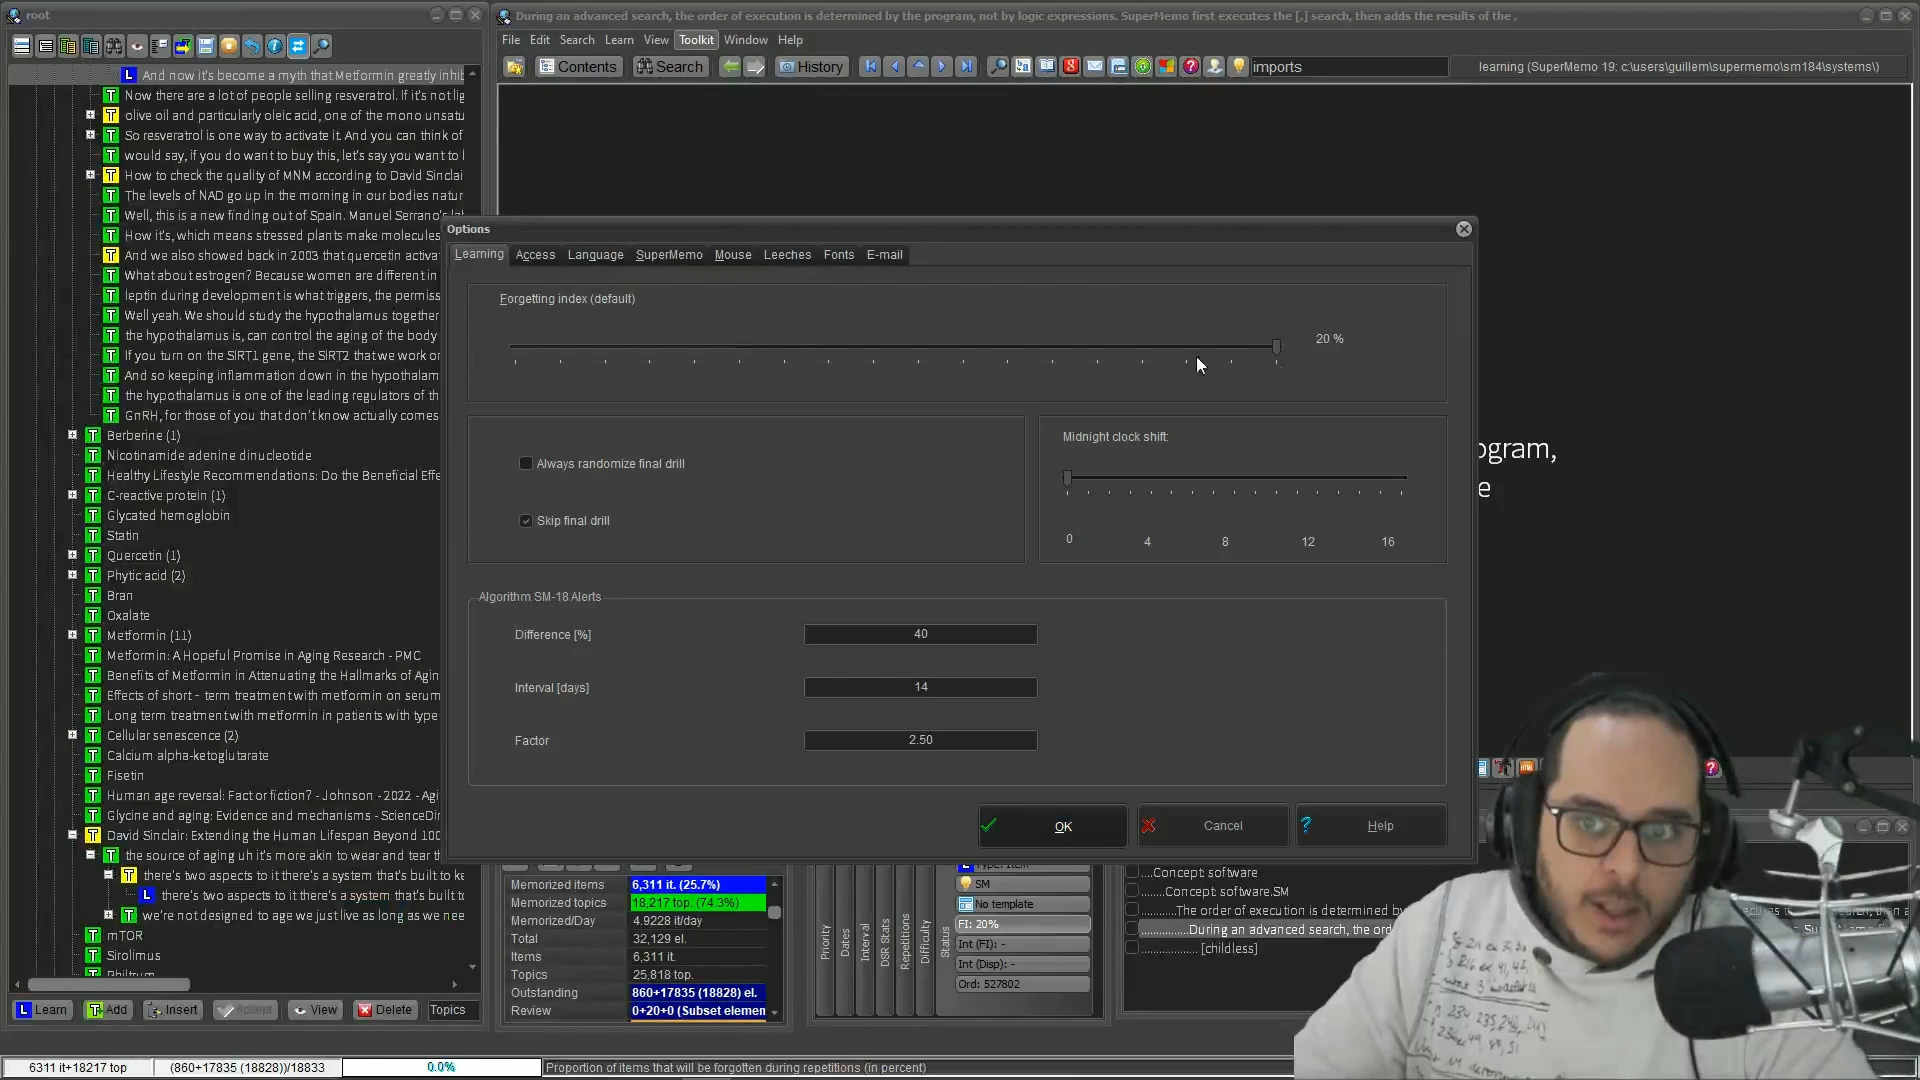 root
During an advanced search, the order of execution is determined by the program, not by logic expressions. SuperMemo first executes the [.] search, then adds the results of the .
File Edit Search Learn View Toolkit Window Help
Contents Search History imports learning (SuperMemo 19: c:\users\guillem\supermemo\sm184\systems\)
And now it's become a myth that Metformin greatly inhib
Now there are a lot of people selling resveratrol. If it's not lig
olive oil and particularly oleic acid, one of the mono unsatu
So resveratrol is one way to activate it. And you can think of
would say, if you do want to buy this, let's say you want to l
How to check the quality of MNM according to David Sinclai
The levels of NAD go up in the morning in our bodies natur
Well, this is a new finding out of Spain. Manuel Serrano's
How it's, which means stressed plants make molecules
And we also showed back in 2003 that quercetin activa
What about estrogen? Because women are different in
leptin during development is what triggers, the permiss
Well yeah. We should study the hypothalamus together
the hypothalamus is, can control the aging of the body
If you turn on the SIRT1 gene, the SIRT2 that we work or
And so keeping inflammation down in the hypothalam
the hypothalamus is one of the leading regulators of th
GnRH, for those of you that don't know actually comes
Berberine (1)
Nicotinamide adenine dinucleotide
Healthy Lifestyle Recommendations: Do the Beneficial Effe
C-reactive protein (1)
Glycated hemoglobin
Statin
Quercetin (1)
Phytic acid (2)
Bran
Oxalate
Metformin (11)
Metformin: A Hopeful Promise in Aging Research - PMC
Benefits of Metformin in Attenuating the Hallmarks of Agin
Effects of short - term treatment with metformin on serum
Long term treatment with metformin in patients with type
Cellular senescence (2)
Calcium alpha-ketoglutarate
Fisetin
Human age reversal: Fact or fiction? - Johnson - 2022 - Agi
Glycine and aging: Evidence and mechanisms - ScienceDir
David Sinclair: Extending the Human Lifespan Beyond 100
the source of aging uh it's more akin to wear and tear th
there's two aspects to it there's a system that's built to ke
there's two aspects to it there's a system that's built to
we're not designed to age we just live as long as we nee
mTOR
Sirolimus
Philtrum
Learn Add Insert Accept View Delete Topics
Options
Learning Access Language SuperMemo Mouse Leeches Fonts E-mail
Forgetting index (default)
20 %
Always randomize final drill
Skip final drill
Midnight clock shift:
0 4 8 12 16
Algorithm SM-18 Alerts
Difference [%] 40
Interval [days] 14
Factor 2.50
OK Cancel Help
ogram,
e
Memorized items 6,311 it. (25.7%)
Memorized topics 18,217 top. (74.3%)
Memorized/Day 4.9228 it/day
Total 32,129 el.
Items 6,311 it.
Topics 25,818 top.
Outstanding 860+17835 (18828) el.
Review 0+20+0 (Subset elemen
Priority
Dates
Interval
DSR Stats
Repetitions
Difficulty
Status
SM
No template
FI: 20%
Int (FI): -
Int (Disp): -
Ord: 527802
....Concept: software
........Concept: software.SM
............The order of execution is determined by
................During an advanced search, the ord
.................. [childless]
6311 it+18217 top (860+17835 (18828))/18833 0.0% Proportion of items that will be forgotten during repetitions (in percent)